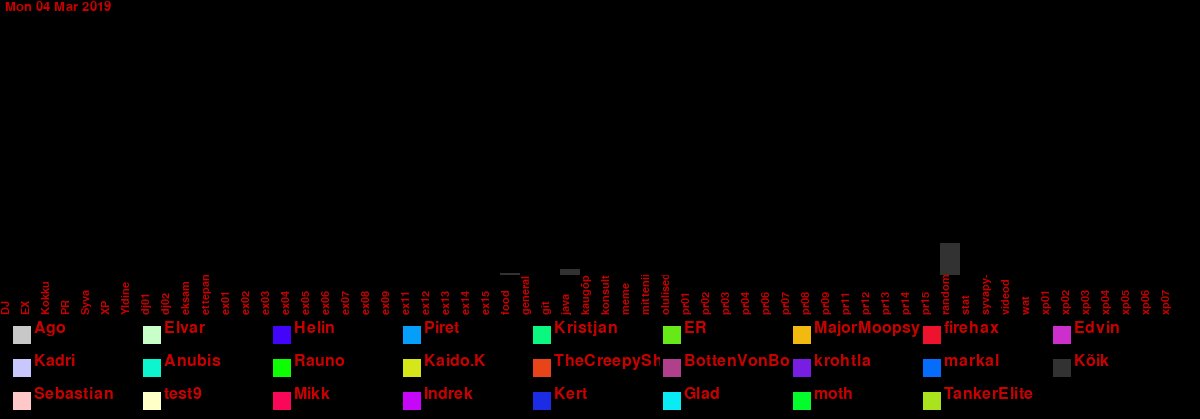 Mon 04 Mar 2019
DJ EX Kokku PR Syva XP Yldine dj01 dj02 eksam ettepan ex01 ex02 ex03 ex04 ex05 ex06 ex07 ex08 ex09 ex11 ex12 ex13 ex14 ex15 food general git java kaugõp konsult meme mittenii olulised pr01 pr02 pr03 pr04 pr06 pr07 pr08 pr09 pr11 pr12 pr13 pr14 pr15 random stat syvapy- videod wat xp01 xp02 xp03 xp04 xp05 xp06 xp07
Ago Elvar Helin Piret Kristjan ER MajorMoopsy firehax Edvin
Kadri Anubis Rauno Kaido.K TheCreepySh BottenVonBo krohtla markal Kõik
Sebastian test9 Mikk Indrek Kert Glad moth TankerElite